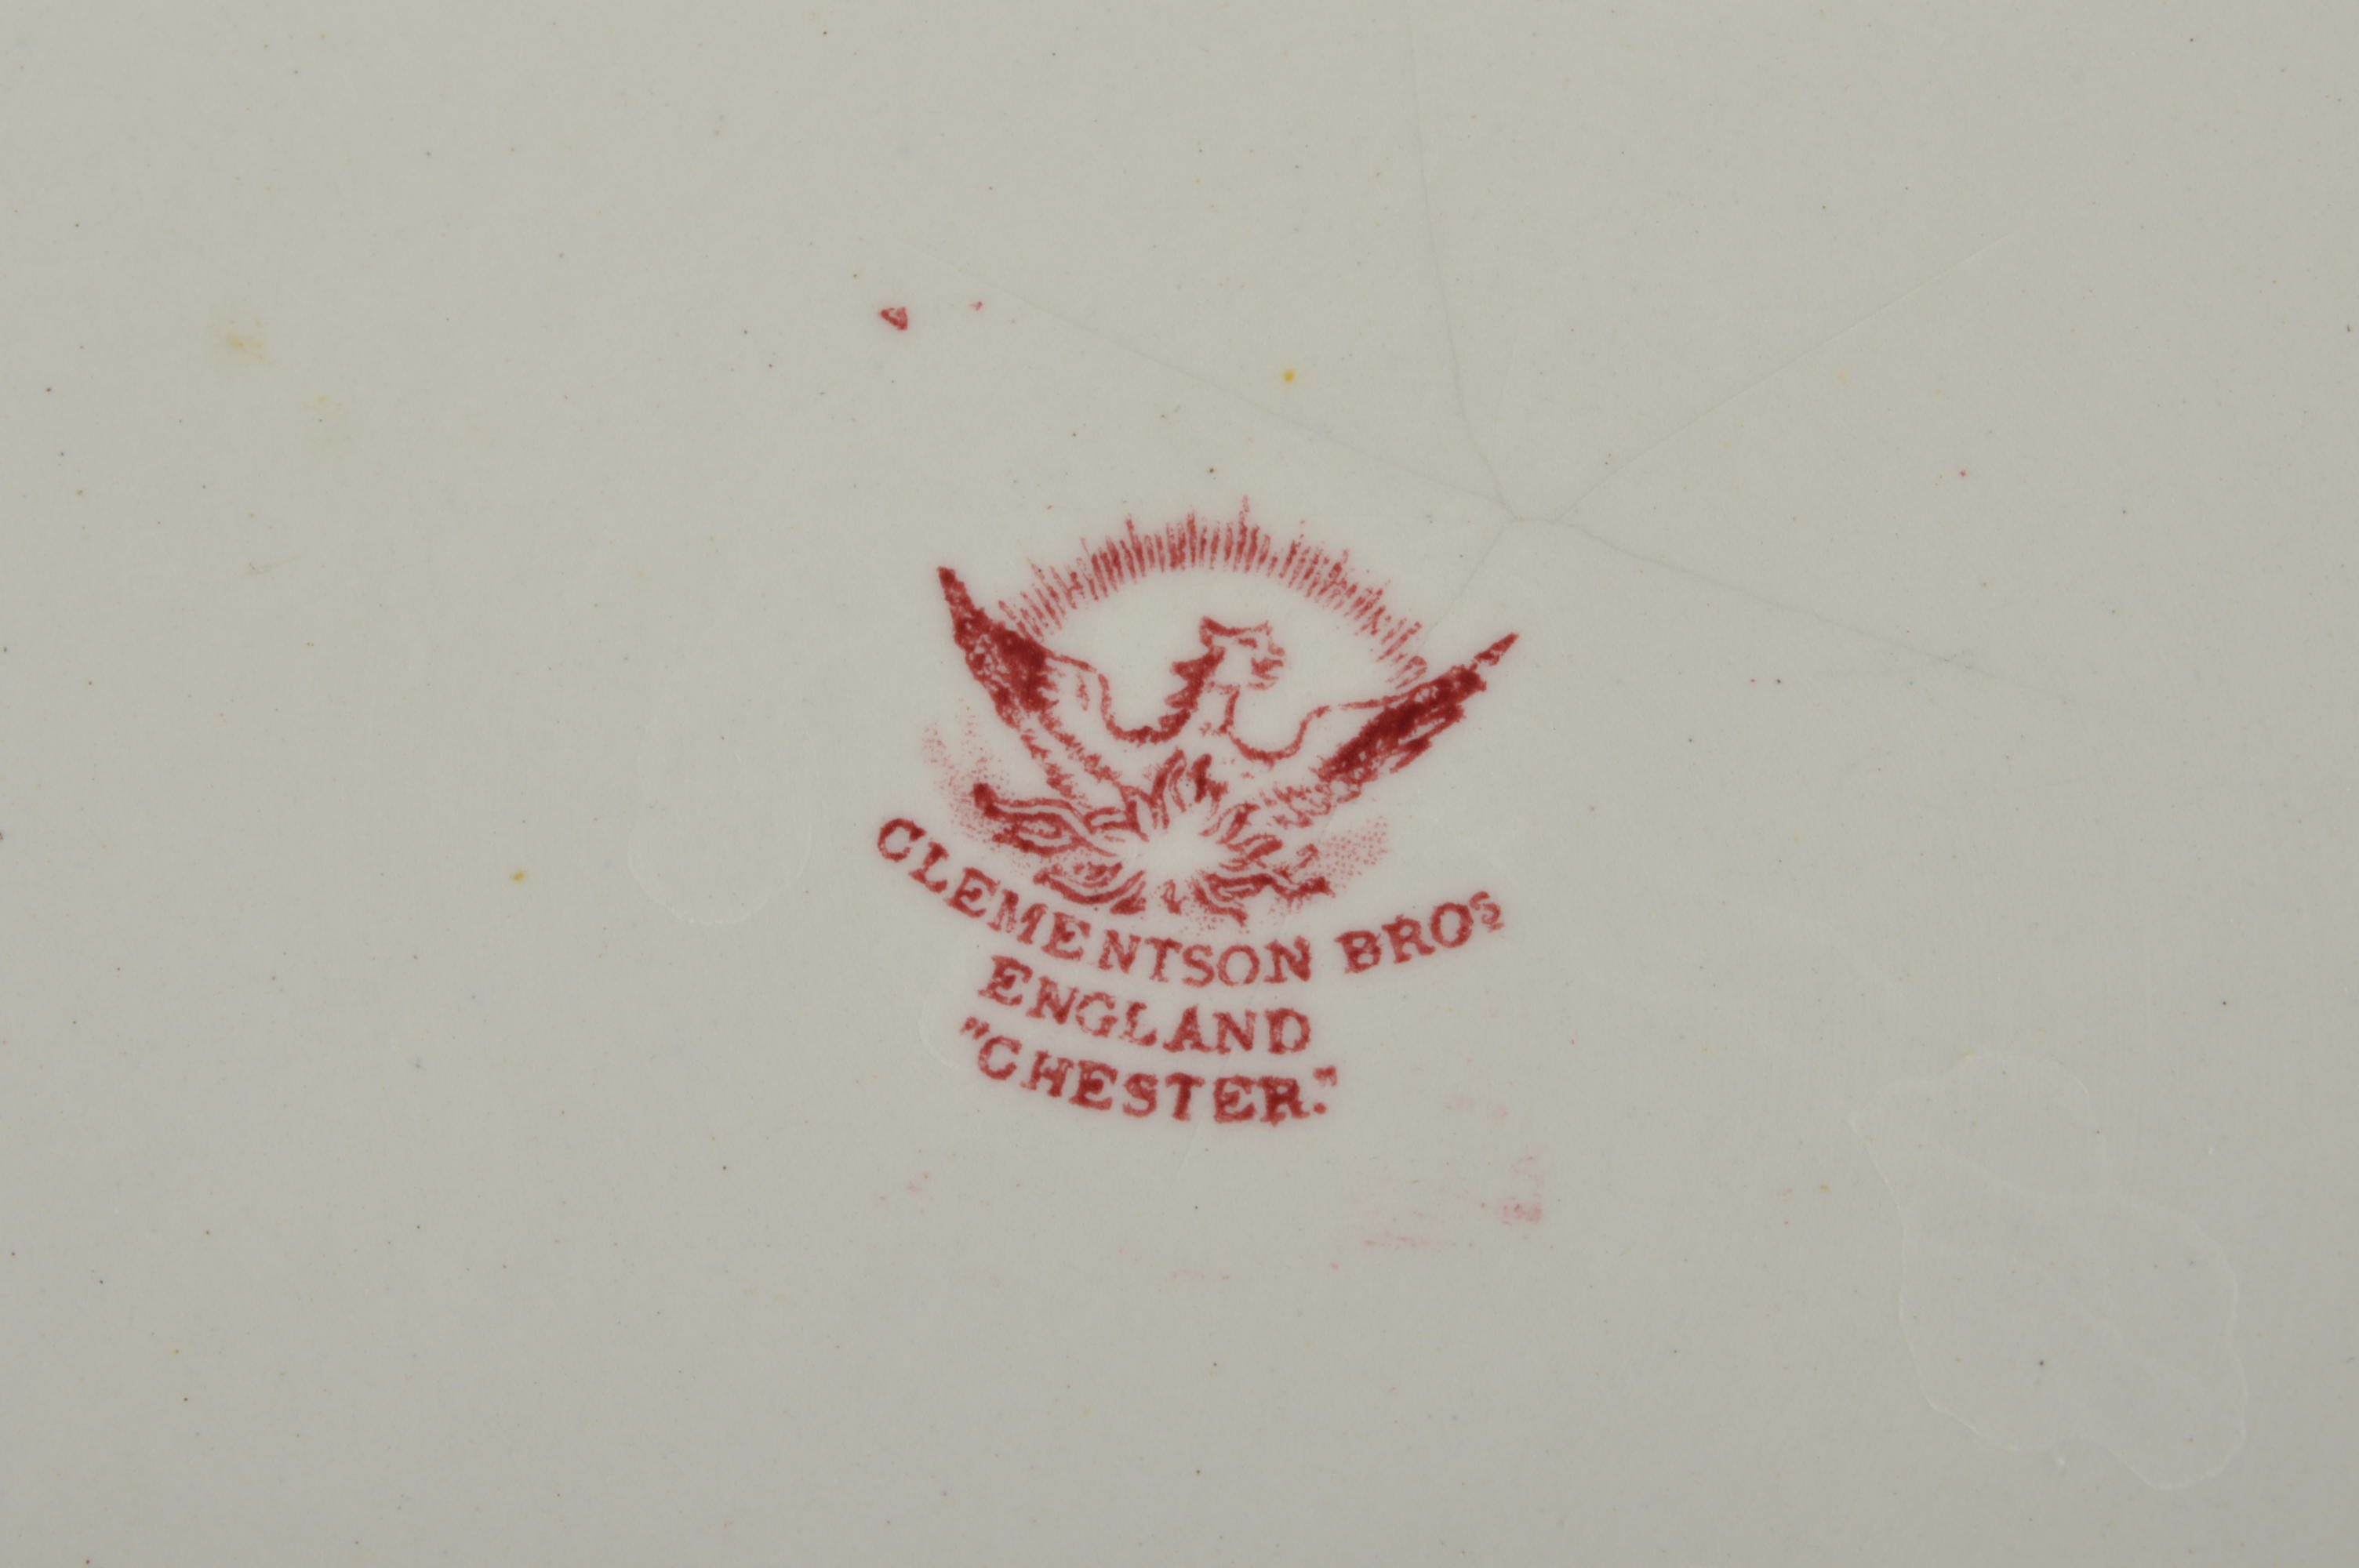 CLEMENTSON BROS
ENGLAND
"CHESTER."